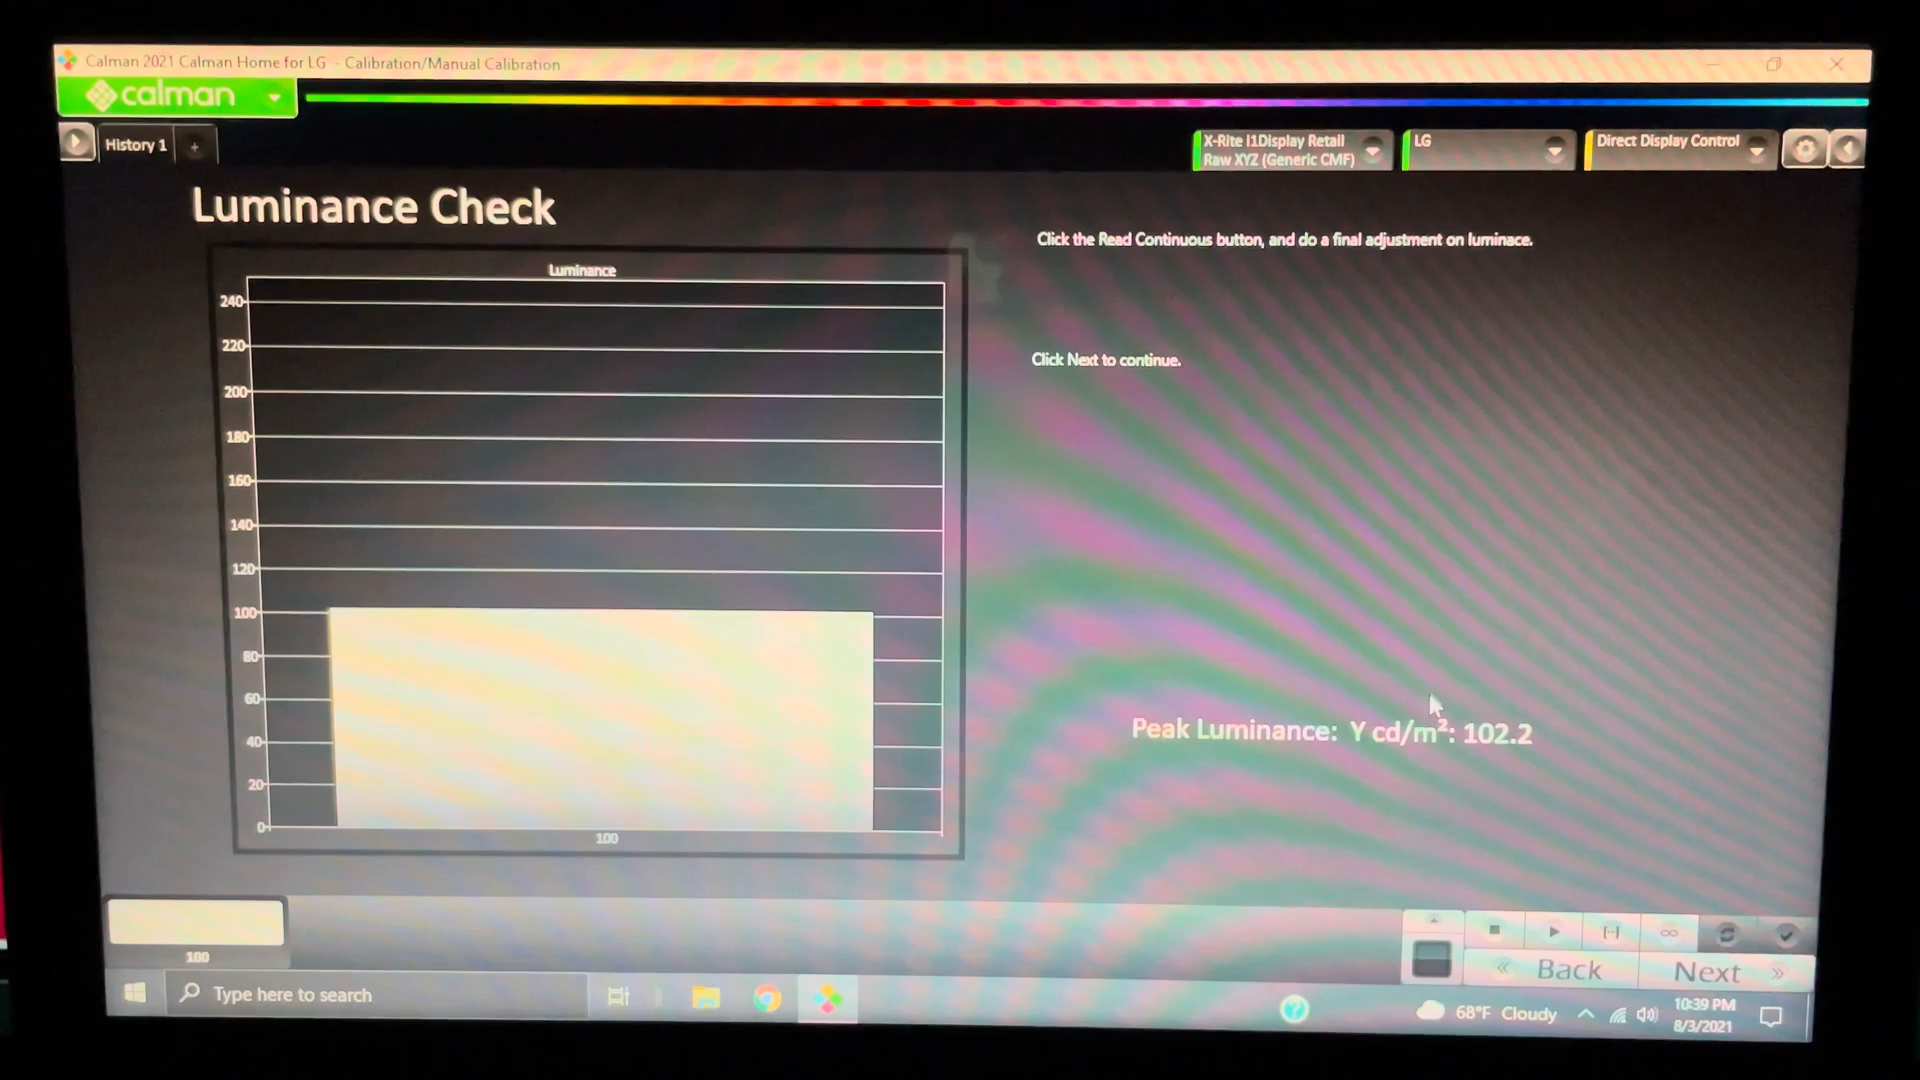 Calman 2021 Calman Home for LG - Calibration/Manual Calibration
calman
History 1
+
X-Rite I1Display Retail
Raw XYZ (Generic CMF)
LG
Direct Display Control
Luminance Check
Click the Read Continuous button, and do a final adjustment on luminace.
Click Next to continue.
Luminance
240
220
200
180
160
140
120
100
80
60
40
20
0
100
Peak Luminance: Y cd/m²: 102.2
100
Back
Next
Type here to search
68°F Cloudy
10:39 PM
8/3/2021